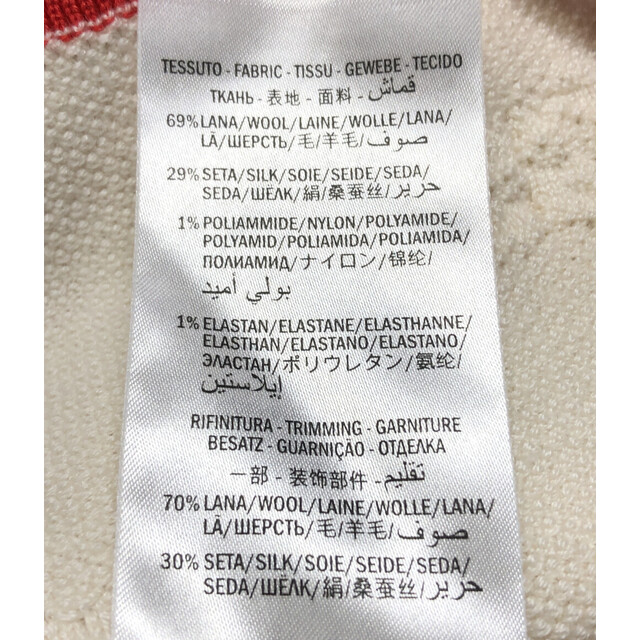 TESSUTO - FABRIC - TISSU - GEWEBE - TECIDO
ТКАНЬ - 表地 - 面料 - قماش
69% LANA/WOOL/LAINE/WOLLE/LANA/
LÃ/ШЕРСТЬ/毛/羊毛/صوف
29% SETA/SILK/SOIE/SEIDE/SEDA/
SEDA/ШЁЛК/絹/桑蚕丝/حرير
1% POLIAMMIDE/NYLON/POLYAMIDE/
POLYAMID/POLIAMIDA/POLIAMIDA/
ПОЛИАМИД/ナイロン/锦纶/
بولي أميد
1% ELASTAN/ELASTANE/ELASTHANNE/
ELASTHAN/ELASTANO/ELASTANO/
ЭЛАСТАН/ポリウレタン/氨纶/
إيلاستين
RIFINITURA - TRIMMING - GARNITURE
BESATZ - GUARNIÇÃO - ОТДЕЛКА
一部 - 装饰部件 - تقليم
70% LANA/WOOL/LAINE/WOLLE/LANA/
LÃ/ШЕРСТЬ/毛/羊毛/صوف
30% SETA/SILK/SOIE/SEIDE/SEDA/
SEDA/ШЁЛК/絹/桑蚕丝/حرير